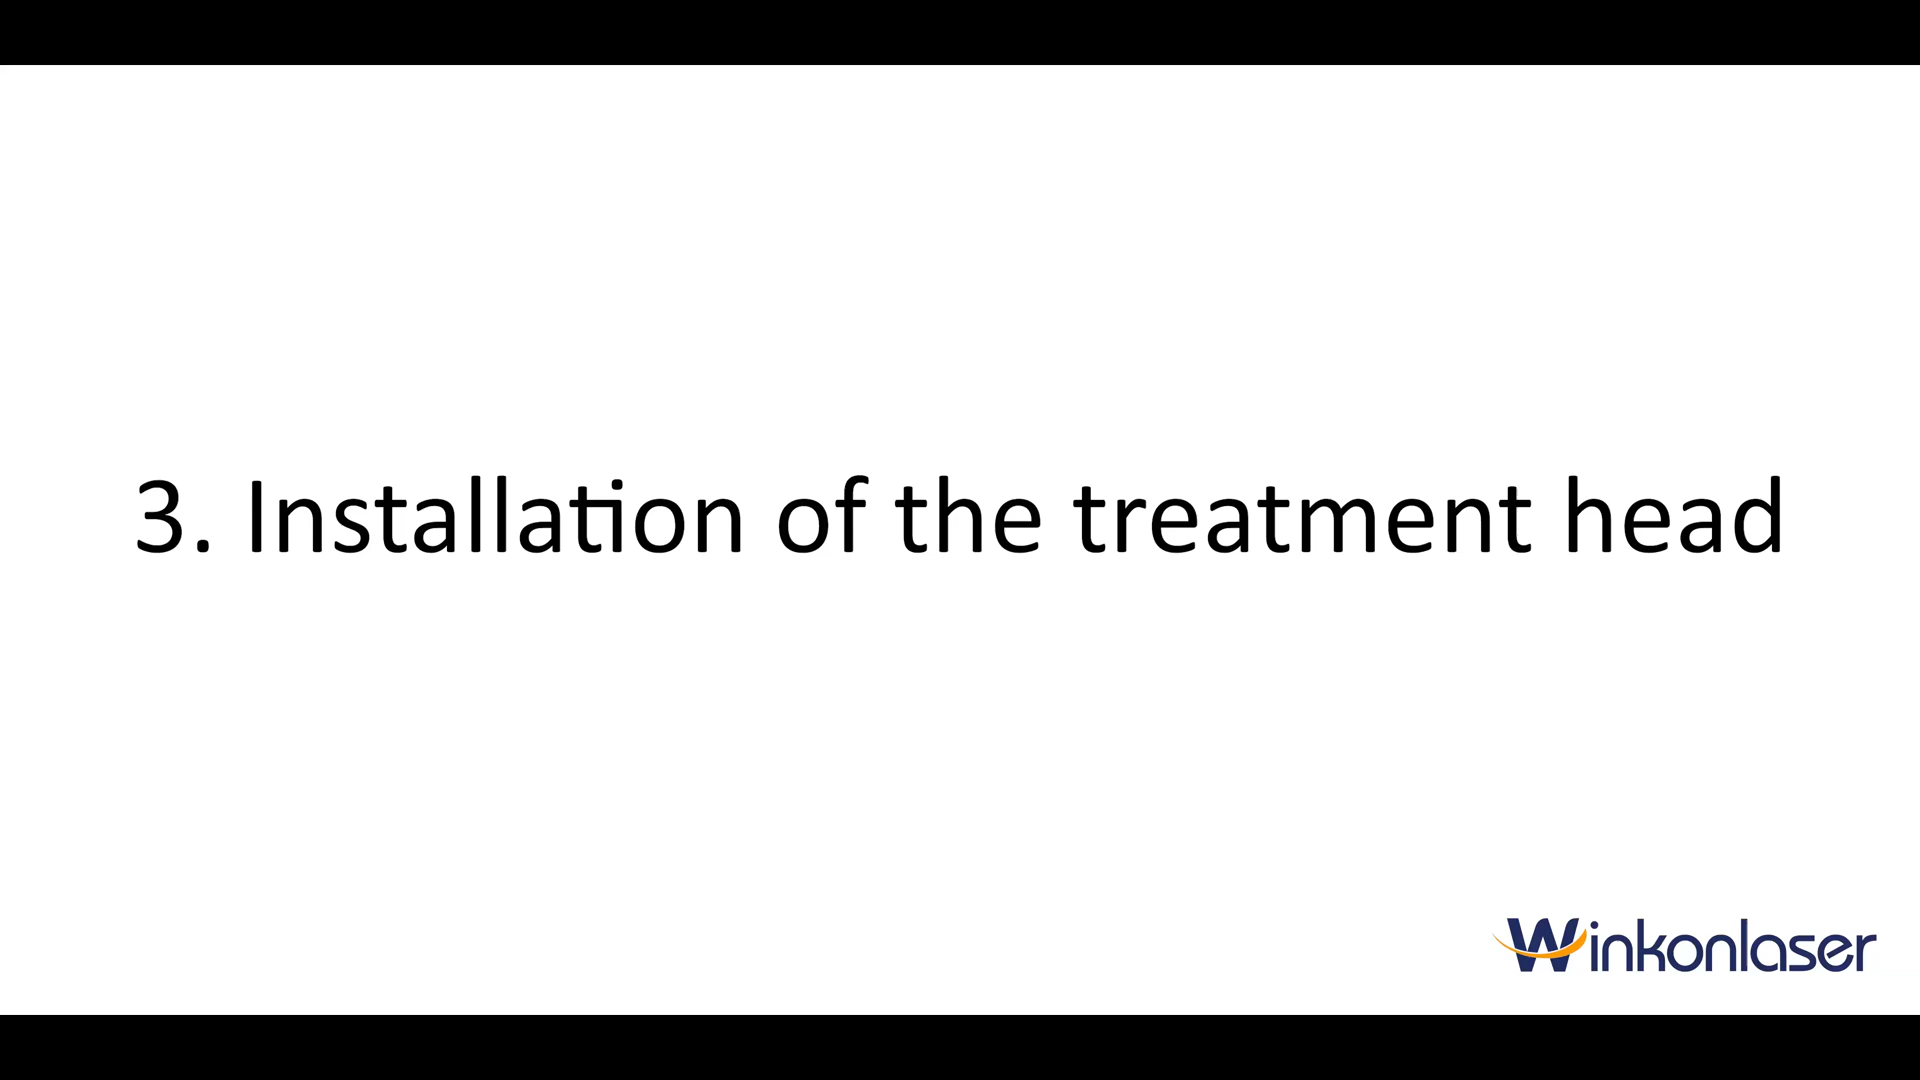 3. Installation of the treatment head
Winkonlaser